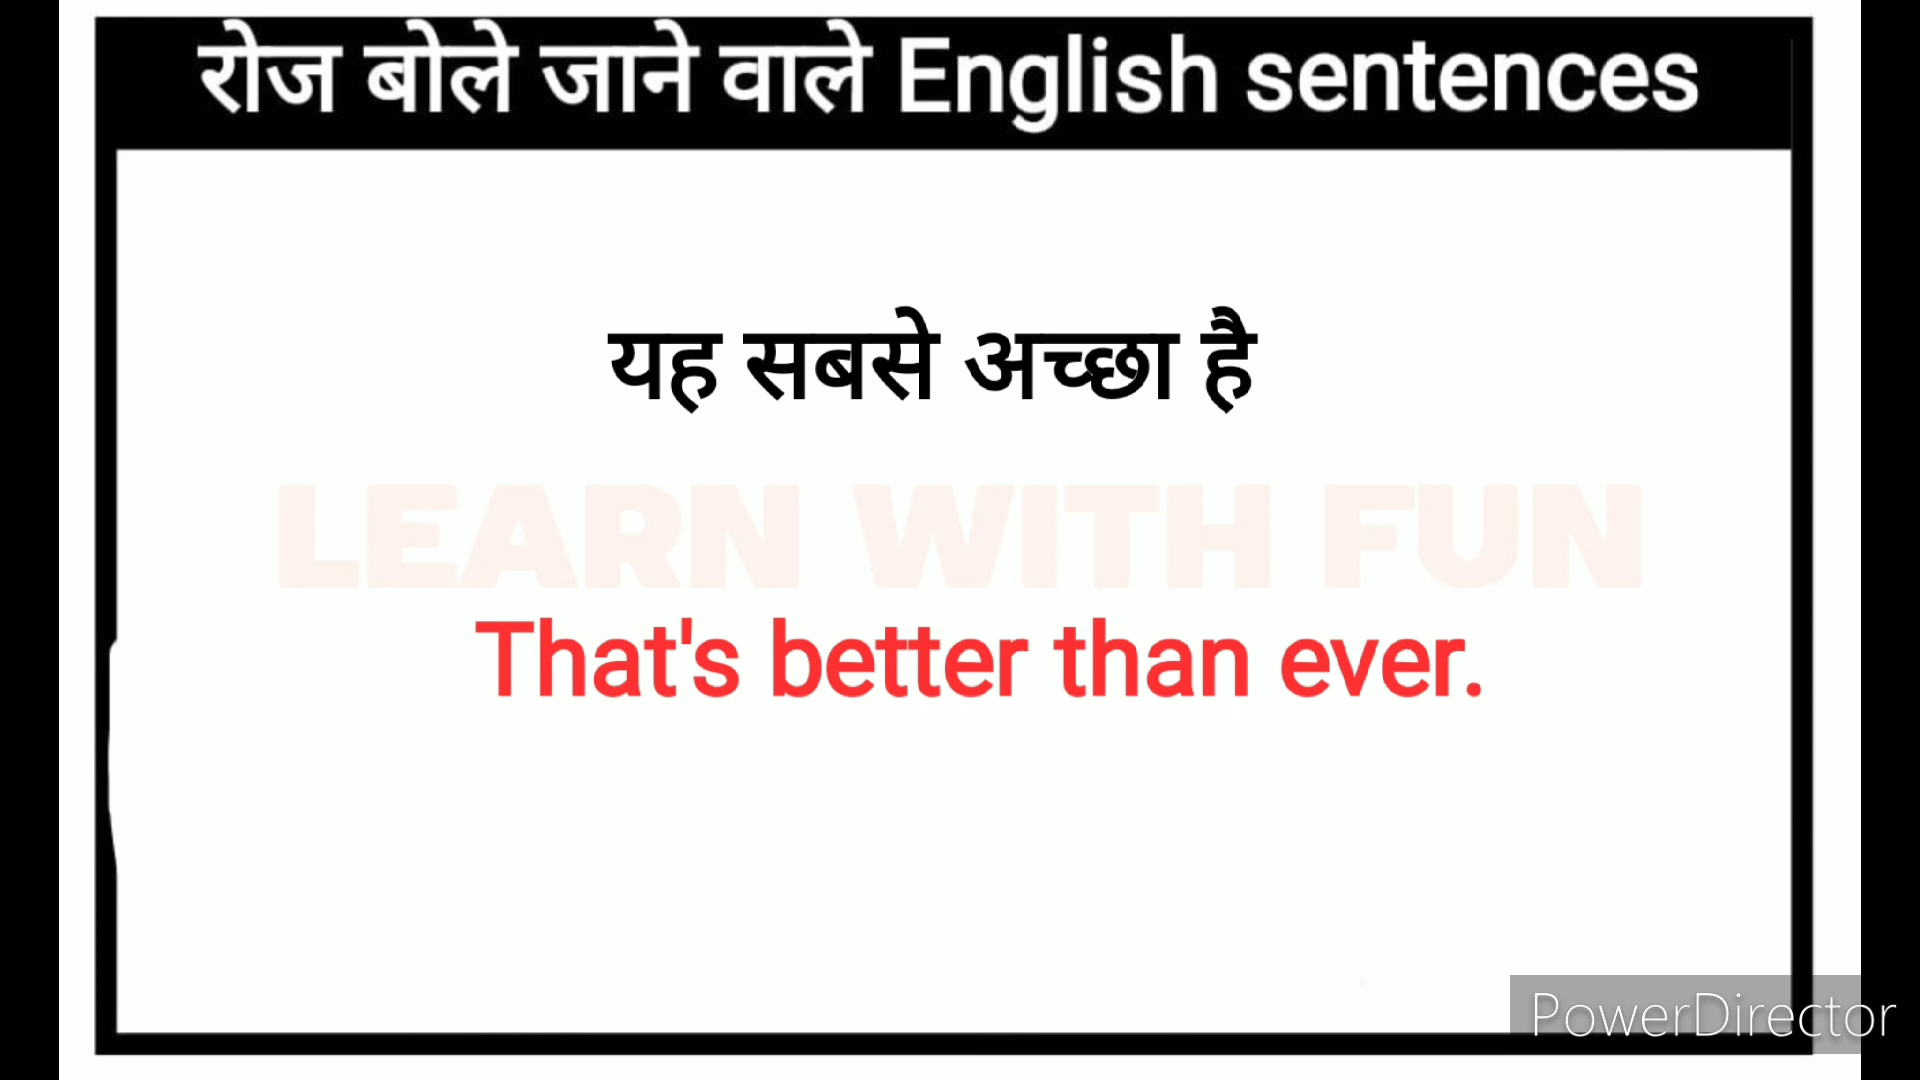 रोज बोले जाने वाले English sentences
यह सबसे अच्छा है
LEARN WITH FUN
That's better than ever.
PowerDirector